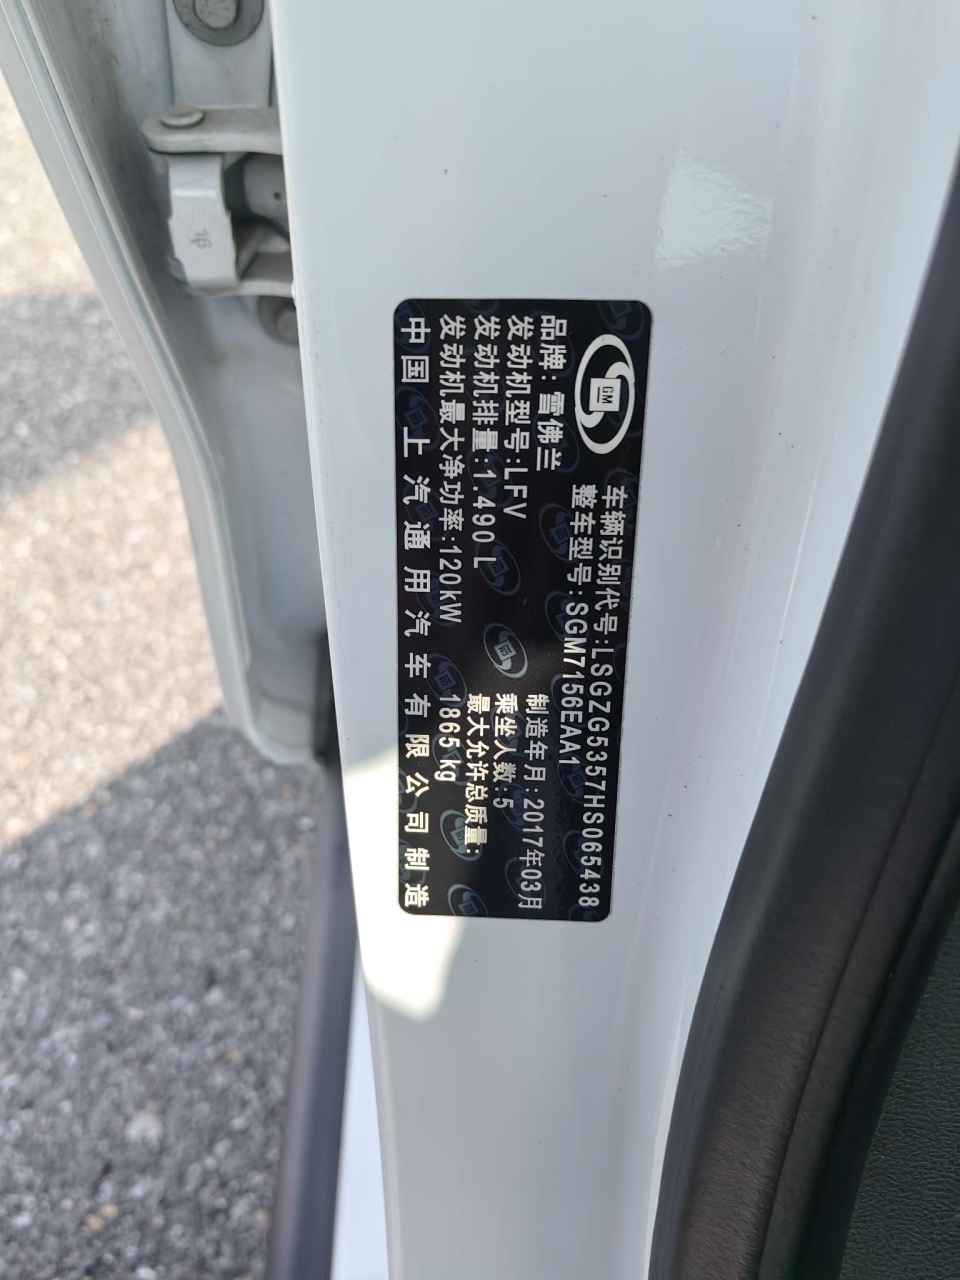 GM
车辆识别代号:LSGZG5357HS065438
整车型号:SGM7156EAA1
品牌:雪佛兰
发动机型号:LFV
制造年月:2017年03月
发动机排量:1.490 L
乘坐人数:5
发动机最大净功率:120kW
最大允许总质量:
1865kg
中国 上汽通用汽车有限公司制造